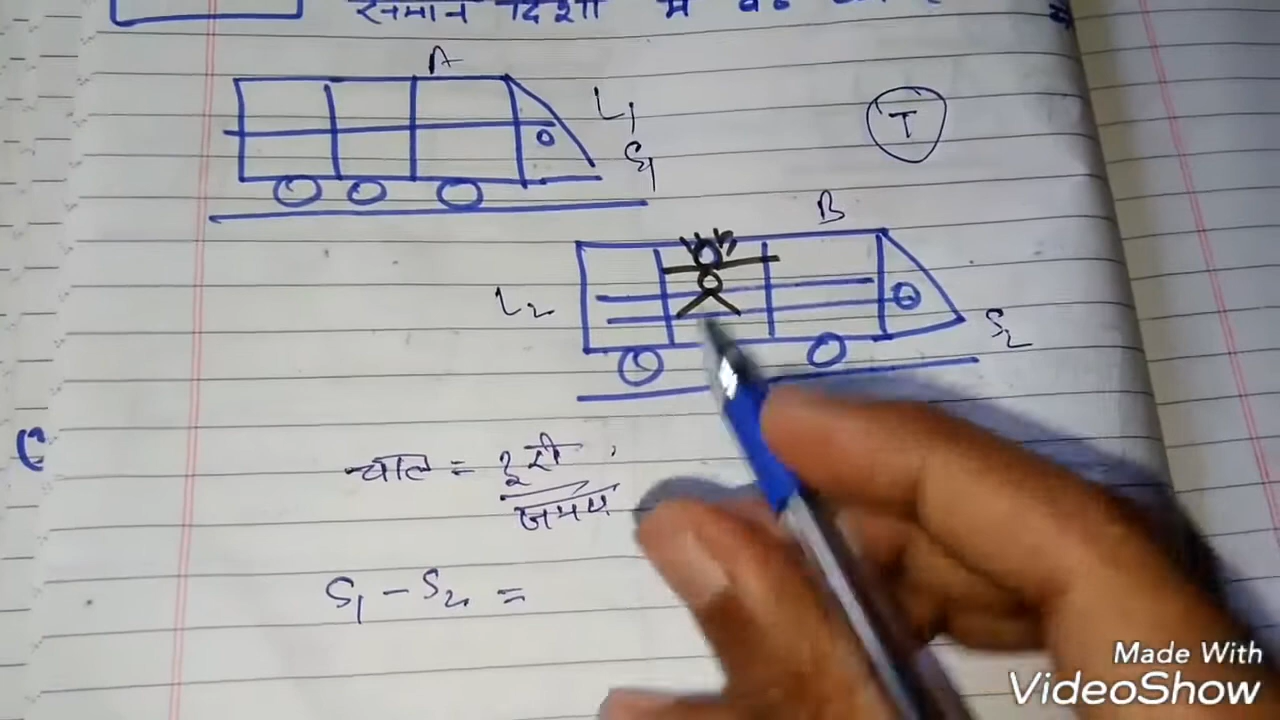 समान दिशा में
A
L1
S1
T
B
L2
S2
चाल = दूरी
समय
S1 - S2 =
Made With
VideoShow